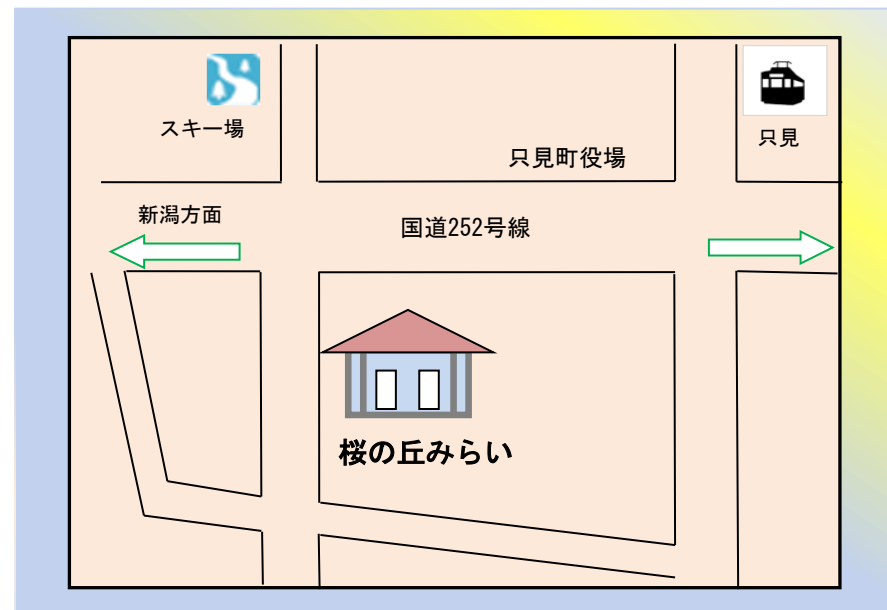 スキー場
只見
只見町役場
新潟方面
国道252号線
桜の丘みらい